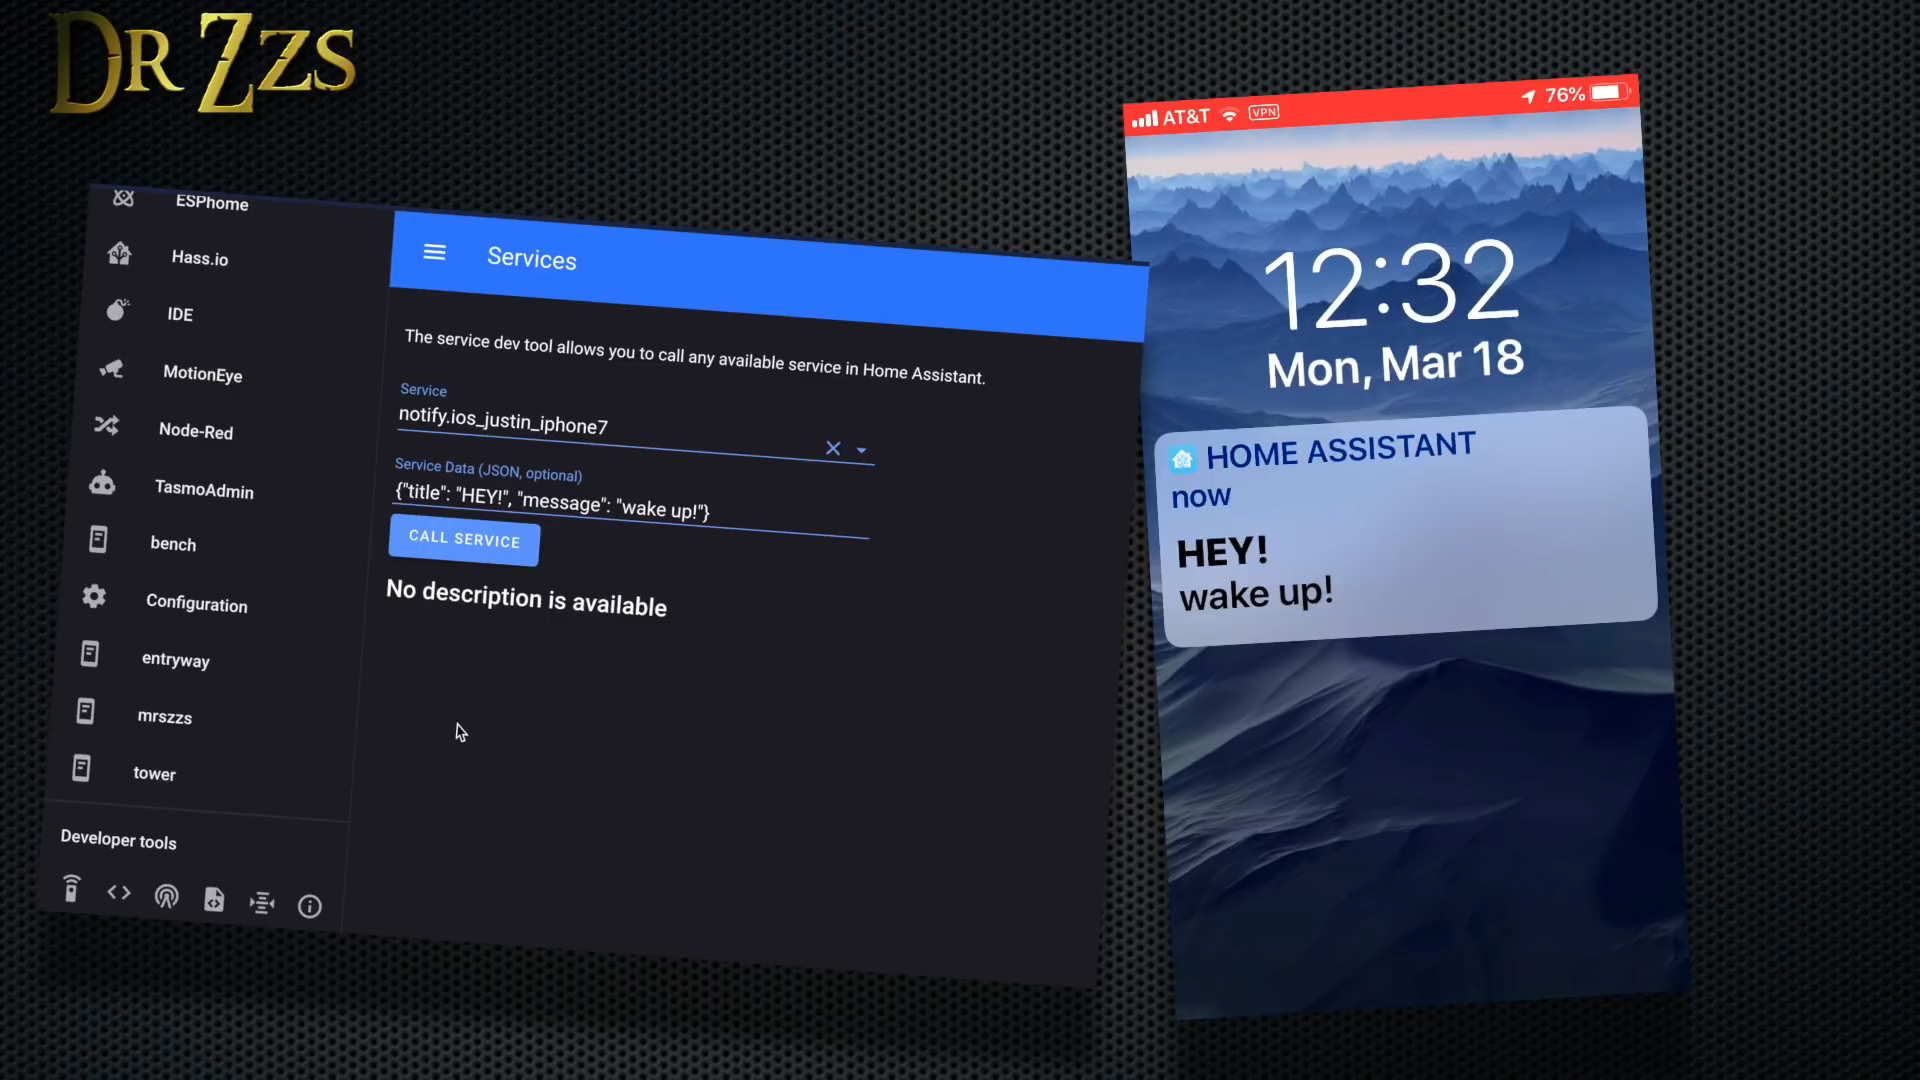 DR ZZS
ESPhome
Hass.io
IDE
MotionEye
Node-Red
TasmoAdmin
bench
Configuration
entryway
mrszzs
tower
Developer tools
Services
The service dev tool allows you to call any available service in Home Assistant.
Service
notify.ios_justin_iphone7
Service Data (JSON, optional)
{"title": "HEY!", "message": "wake up!"}
CALL SERVICE
No description is available
AT&T VPN 76%
12:32
Mon, Mar 18
HOME ASSISTANT
now
HEY!
wake up!